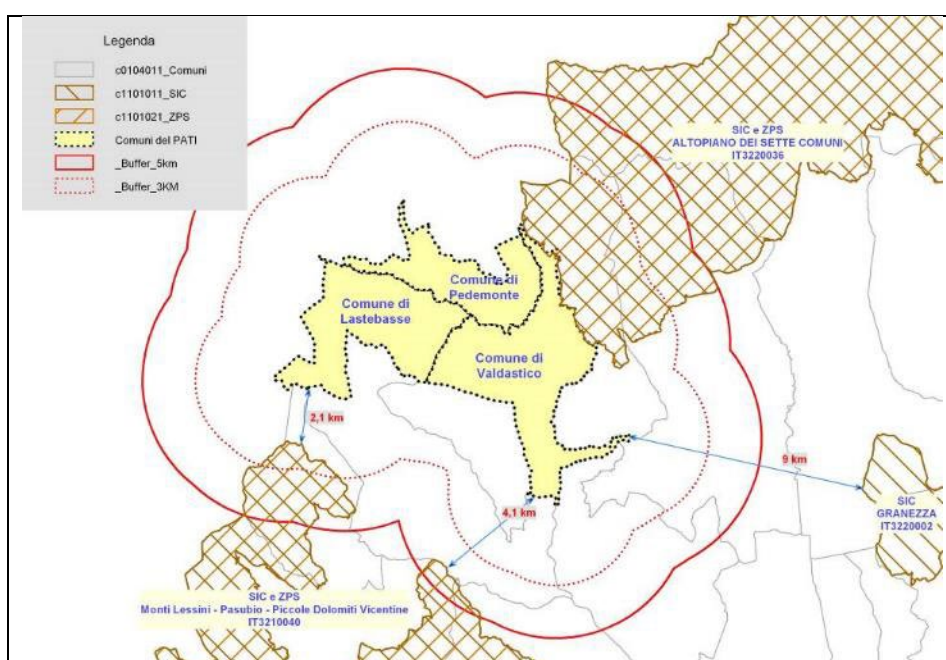 Legenda
c0104011_Comuni
c1101011_SIC
c1101021_ZPS
Comuni del PATI
_Buffer_5km
_Buffer_3KM
SIC e ZPS
ALTOPIANO DEI SETTE COMUNI
IT3220036
Comune di
Pedemonte
Comune di
Lastebasse
Comune di
Valdastico
2,1 km
9 km
4,1 km
SIC
GRANEZZA
IT3220002
SIC e ZPS
Monti Lessini - Pasubio - Piccole Dolomiti Vicentine
IT3210040